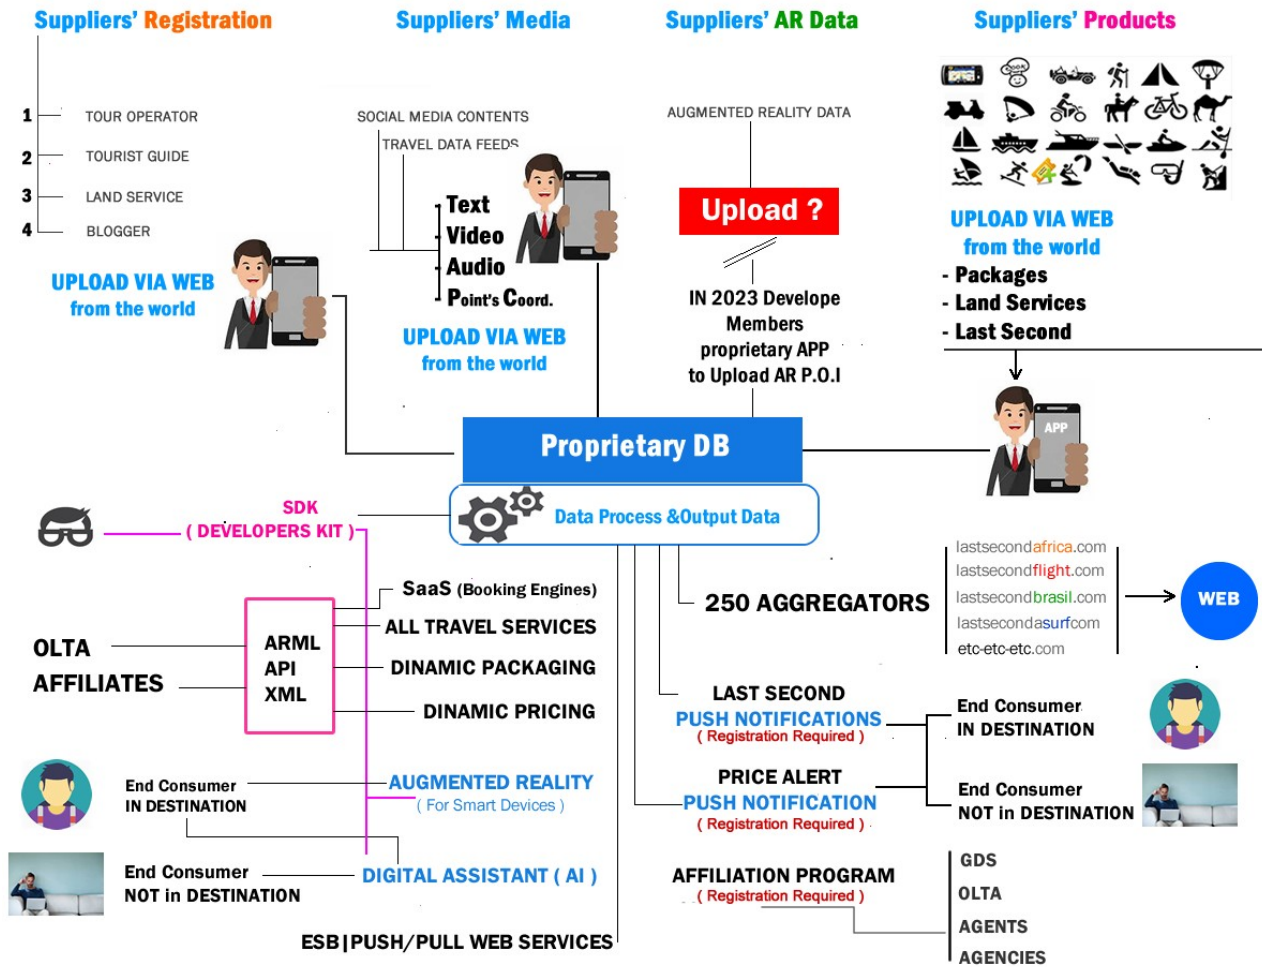 Suppliers' Registration
1 TOUR OPERATOR
2 TOURIST GUIDE
3 LAND SERVICE
4 BLOGGER
UPLOAD VIA WEB
from the world
Suppliers' Media
SOCIAL MEDIA CONTENTS
TRAVEL DATA FEEDS
Text
Video
Audio
Point's Coord.
UPLOAD VIA WEB
from the world
Suppliers' AR Data
AUGMENTED REALITY DATA
Upload ?
IN 2023 Develope
Members
proprietary APP
to Upload AR P.O.I
Suppliers' Products
UPLOAD VIA WEB
from the world
- Packages
- Land Services
- Last Second
APP
Proprietary DB
Data Process &Output Data
SDK
( DEVELOPERS KIT )
SaaS (Booking Engines)
ALL TRAVEL SERVICES
DINAMIC PACKAGING
DINAMIC PRICING
ARML
API
XML
OLTA
AFFILIATES
End Consumer
IN DESTINATION
AUGMENTED REALITY
( For Smart Devices )
End Consumer
NOT in DESTINATION
DIGITAL ASSISTANT ( AI )
ESB|PUSH/PULL WEB SERVICES
250 AGGREGATORS
lastsecondafrica.com
lastsecondflight.com
lastsecondbrasil.com
lastsecondasurfcom
etc-etc-etc.com
WEB
LAST SECOND
PUSH NOTIFICATIONS
( Registration Required )
PRICE ALERT
PUSH NOTIFICATION
( Registration Required )
End Consumer
IN DESTINATION
End Consumer
NOT in DESTINATION
AFFILIATION PROGRAM
( Registration Required )
GDS
OLTA
AGENTS
AGENCIES